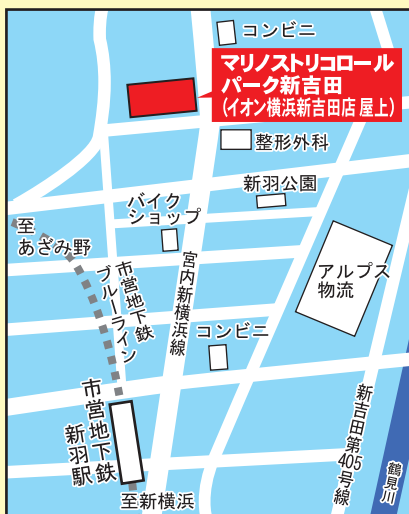 コンビニ
マリノストリコロール
パーク新吉田
(イオン横浜新吉田店 屋上)
整形外科
新羽公園
バイク
ショップ
至
あざみ野
市営地下鉄
ブルーライン
宮内新横浜線
アルプス
物流
コンビニ
市営地下鉄
新羽駅
新吉田第405号線
鶴見川
至新横浜